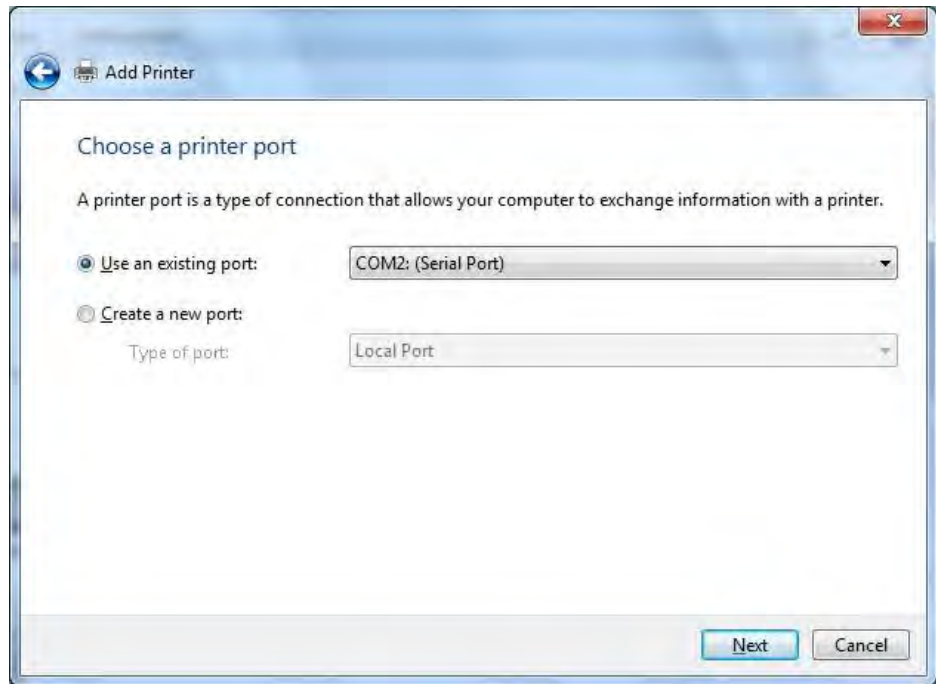 Add Printer
Choose a printer port
A printer port is a type of connection that allows your computer to exchange information with a printer.
Use an existing port: COM2: (Serial Port)
Create a new port:
Type of port: Local Port
Next Cancel